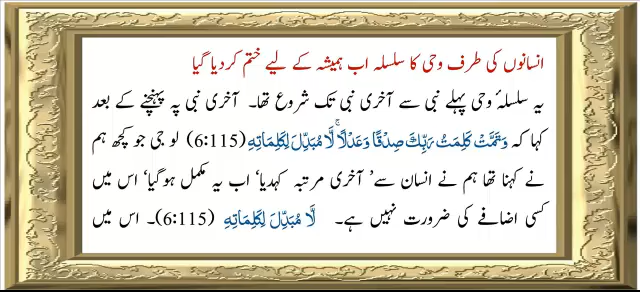 انسانوں کی طرف وحی کا سلسلہ اب ہمیشہ کے لیے ختم کردیا گیا
یہ سلسلۂ وحی پہلے نبی سے آخری نبی تک شروع تھا۔ آخری نبی پہ پہنچنے کے بعد
کہا کہ وَتَمَّتْ كَلِمَتُ رَبِّكَ صِدْقًا وَعَدْلًا ۚ لَّا مُبَدِّلَ لِكَلِمَاتِهِ (6:115) لو جی جو کچھ ہم
نے کہنا تھا ہم نے انسان سے’ آخری مرتبہ کہدیا‘ اب یہ مکمل ہوگیا‘ اس میں
کسی اضافے کی ضرورت نہیں ہے۔ لَّا مُبَدِّلَ لِكَلِمَاتِهِ (6:115)۔ اس میں